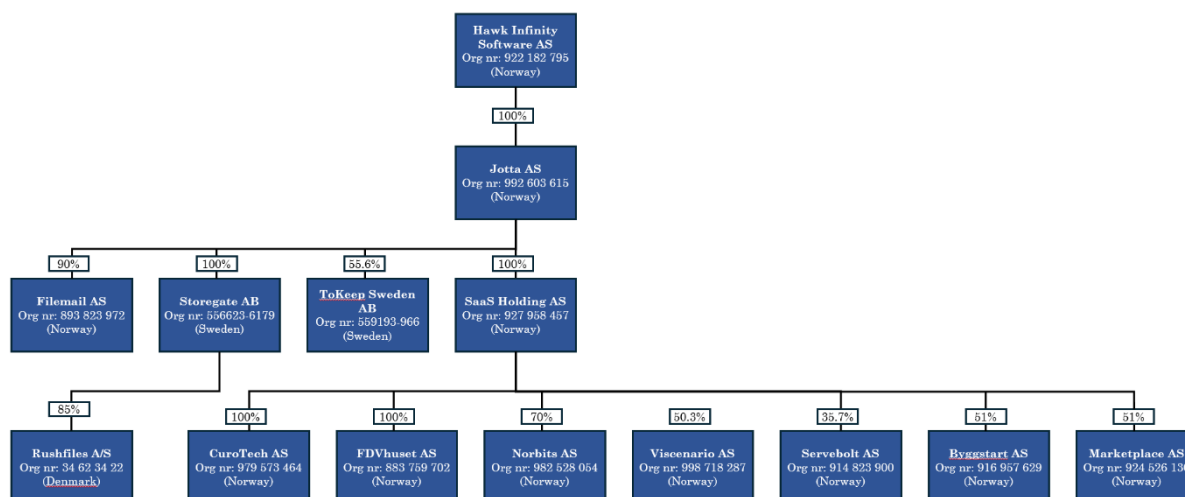 Hawk Infinity
Software AS
Org nr: 922 182 795
(Norway)
100%
Jotta AS
Org nr: 992 603 615
(Norway)
90%
100%
55.6%
100%
Filemail AS
Org nr: 893 823 972
(Norway)
Storegate AB
Org nr: 556623-6179
(Sweden)
ToKeep Sweden
AB
Org nr: 559193-966
(Sweden)
SaaS Holding AS
Org nr: 927 958 457
(Norway)
85%
100%
100%
70%
50.3%
35.7%
51%
51%
Rushfiles A/S
Org nr: 34 62 34 22
(Denmark)
CuroTech AS
Org nr: 979 573 464
(Norway)
FDVhuset AS
Org nr: 883 759 702
(Norway)
Norbits AS
Org nr: 982 528 054
(Norway)
Viscenario AS
Org nr: 998 718 287
(Norway)
Servebolt AS
Org nr: 914 823 900
(Norway)
Byggstart AS
Org nr: 916 957 629
(Norway)
Marketplace AS
Org nr: 924 526 130
(Norway)